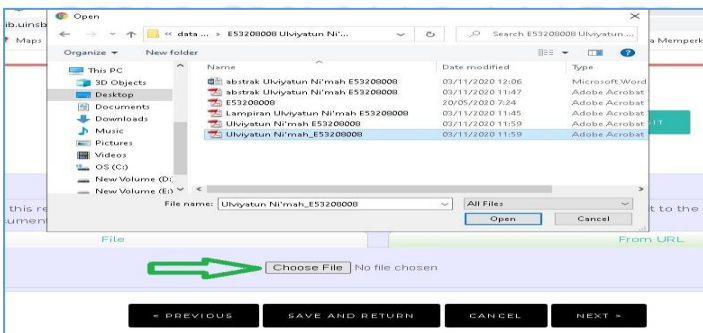 Open
ib.uinsb
« data ... > E53208008 Ulviyatun Ni'...
Search E53208008 Ulviyatun ...
Maps
a Memperk
Organize
New folder
Name
Date modified
Type
This PC
3D Objects
Desktop
Documents
Downloads
Music
Pictures
Videos
OS (C:)
New Volume (D:
New Volume (E:)
abstrak Ulviyatun Ni'mah E53208008 03/11/2020 12:06 Microsoft Word
abstrak Ulviyatun Ni'mah E53208008 03/11/2020 11:47 Adobe Acrobat
E53208008 20/05/2020 7:24 Adobe Acrobat
Lampiran Ulviyatun Ni'mah E53208008 03/11/2020 11:45 Adobe Acrobat
Ulviyatun Ni'mah E53208008 03/11/2020 11:59 Adobe Acrobat
Ulviyatun Ni'mah_E53208008 03/11/2020 11:59 Adobe Acrobat
IT
File name: Ulviyatun Ni'mah_E53208008
All Files
Open
Cancel
this re
t to the
ument
File
From URL
Choose File No file chosen
< PREVIOUS
SAVE AND RETURN
CANCEL
NEXT >